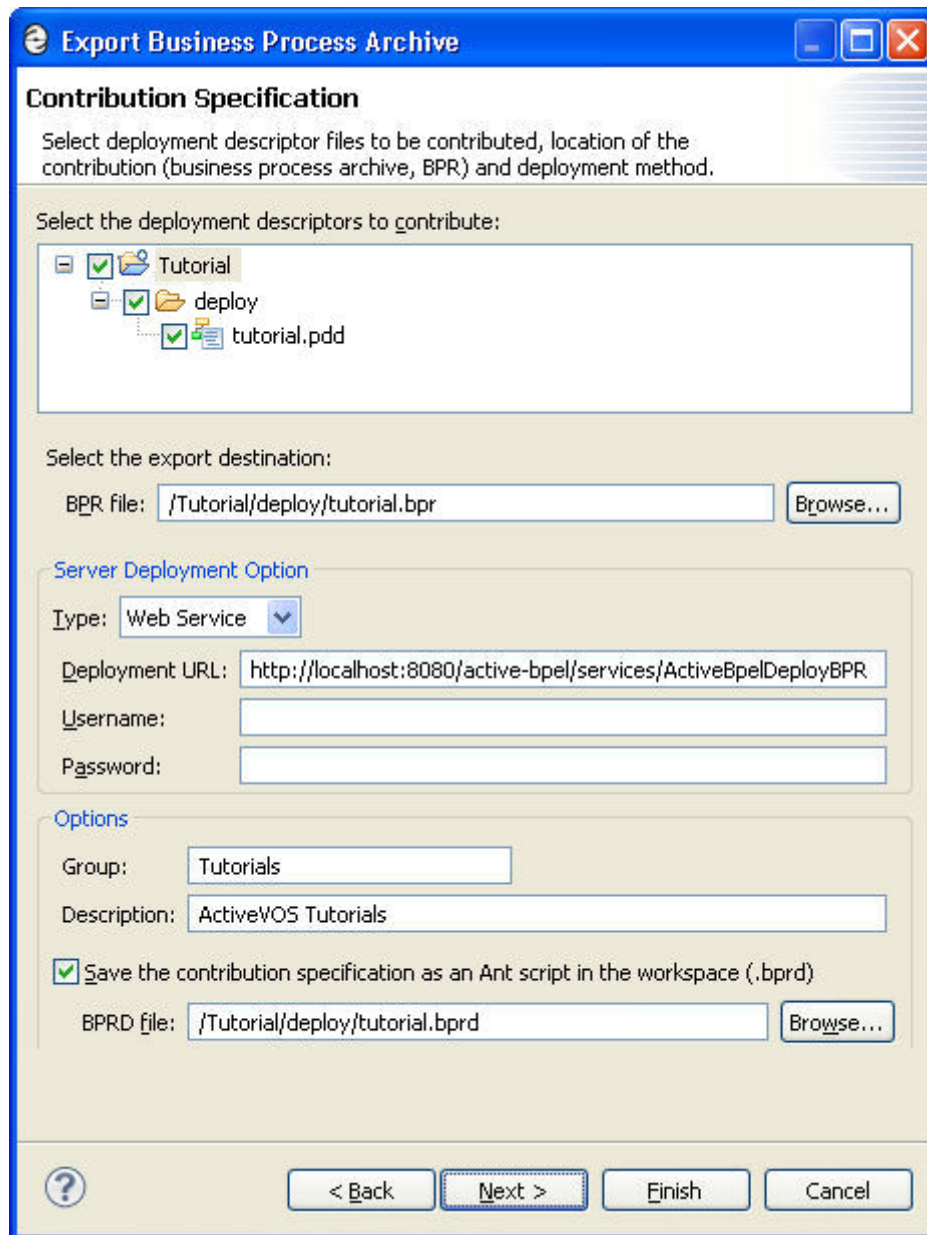 Export Business Process Archive
Contribution Specification
Select deployment descriptor files to be contributed, location of the
contribution (business process archive, BPR) and deployment method.
Select the deployment descriptors to contribute:
Tutorial
deploy
tutorial.pdd
Select the export destination:
BPR file: /Tutorial/deploy/tutorial.bpr Browse...
Server Deployment Option
Type: Web Service
Deployment URL: http://localhost:8080/active-bpel/services/ActiveBpelDeployBPR
Username:
Password:
Options
Group: Tutorials
Description: ActiveVOS Tutorials
Save the contribution specification as an Ant script in the workspace (.bprd)
BPRD file: /Tutorial/deploy/tutorial.bprd Browse...
? < Back Next > Finish Cancel